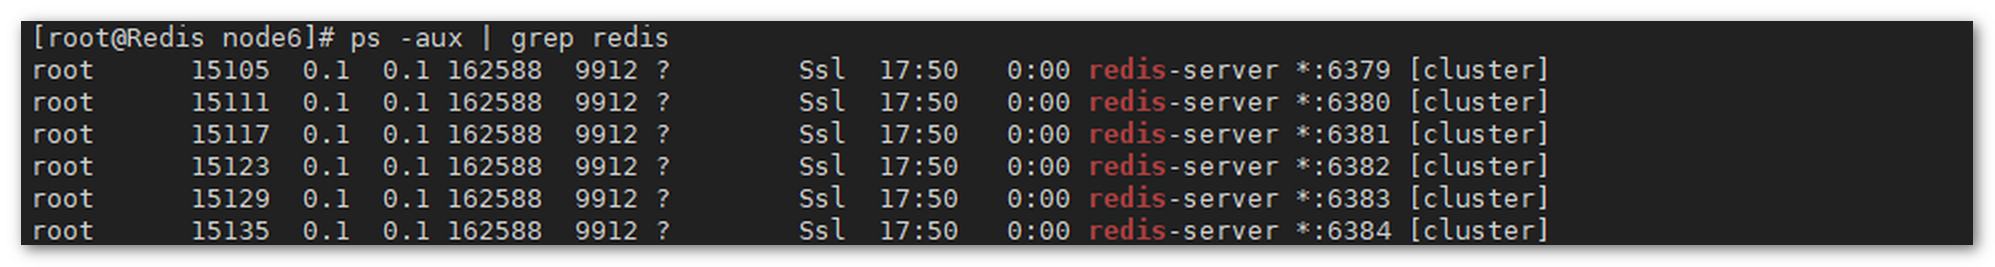 [root@Redis node6]# ps -aux | grep redis
root      15105  0.1  0.1 162588  9912 ?        Ssl  17:50   0:00 redis-server *:6379 [cluster]
root      15111  0.1  0.1 162588  9912 ?        Ssl  17:50   0:00 redis-server *:6380 [cluster]
root      15117  0.1  0.1 162588  9912 ?        Ssl  17:50   0:00 redis-server *:6381 [cluster]
root      15123  0.1  0.1 162588  9912 ?        Ssl  17:50   0:00 redis-server *:6382 [cluster]
root      15129  0.1  0.1 162588  9912 ?        Ssl  17:50   0:00 redis-server *:6383 [cluster]
root      15135  0.1  0.1 162588  9912 ?        Ssl  17:50   0:00 redis-server *:6384 [cluster]